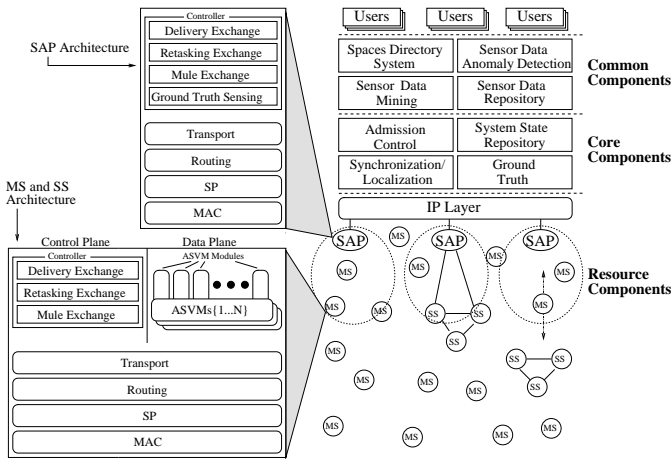 SAP Architecture
Controller
Delivery Exchange
Retasking Exchange
Mule Exchange
Ground Truth Sensing
Transport
Routing
SP
MAC
MS and SS
Architecture
Control Plane
Controller
Delivery Exchange
Retasking Exchange
Mule Exchange
Data Plane
ASVM Modules
ASVMs{1...N}
Transport
Routing
SP
MAC
Users
Users
Users
Spaces Directory
System
Sensor Data
Anomaly Detection
Sensor Data
Mining
Sensor Data
Repository
Common
Components
Admission
Control
System State
Repository
Synchronization/
Localization
Ground
Truth
Core
Components
IP Layer
SAP
MS
SAP
SAP
MS
MS
MS
MS
Resource
Components
MS
MS
MS
SS
SS
SS
MS
SS
SS
SS
MS
MS
MS
MS
MS
MS
MS